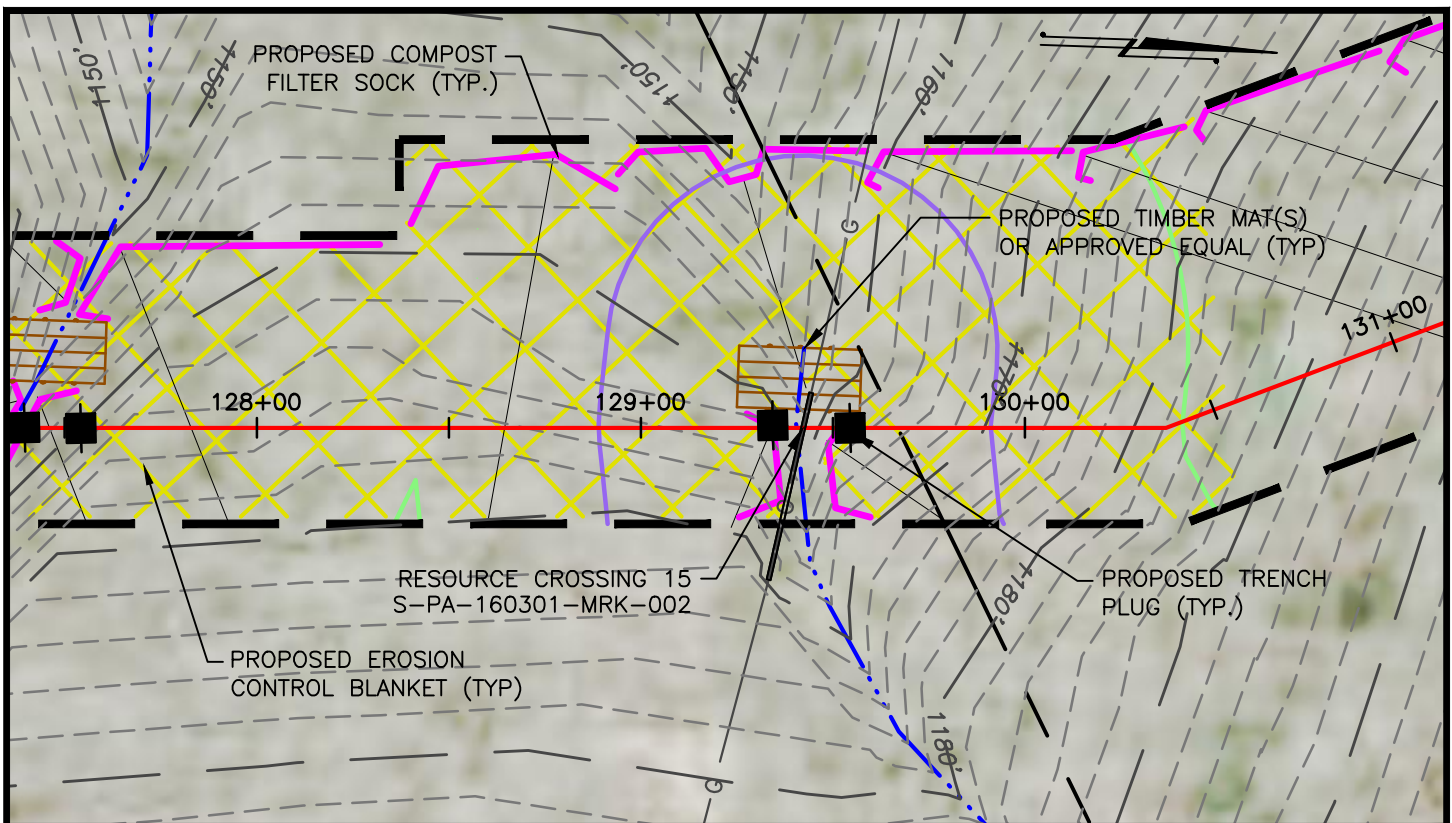 1150'
1150'
PROPOSED COMPOST
FILTER SOCK (TYP.)
1150'
1150'
1160'
G
PROPOSED TIMBER MAT(S)
OR APPROVED EQUAL (TYP)
131+00
128+00
129+00
1170'
130+00
G
RESOURCE CROSSING 15
S-PA-160301-MRK-002
1180'
PROPOSED TRENCH
PLUG (TYP.)
PROPOSED EROSION
CONTROL BLANKET (TYP)
1180'
G